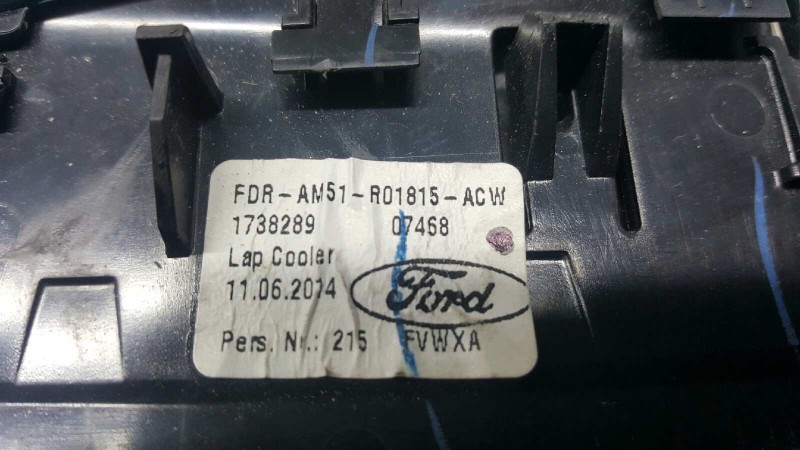 FDR-AM51-R01815-ACW
1738289 07468
Lap Cooler
11.06.2014
Ford
Pers. Nr.: 215 FVWXA